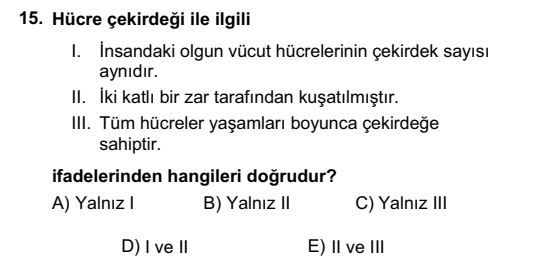 15. Hücre çekirdeği ile ilgili
I. İnsandaki olgun vücut hücrelerinin çekirdek sayısı
aynıdır.
II. İki katlı bir zar tarafından kuşatılmıştır.
III. Tüm hücreler yaşamları boyunca çekirdeğe
sahiptir.
ifadelerinden hangileri doğrudur?
A) Yalnız I B) Yalnız II C) Yalnız III
D) I ve II E) II ve III